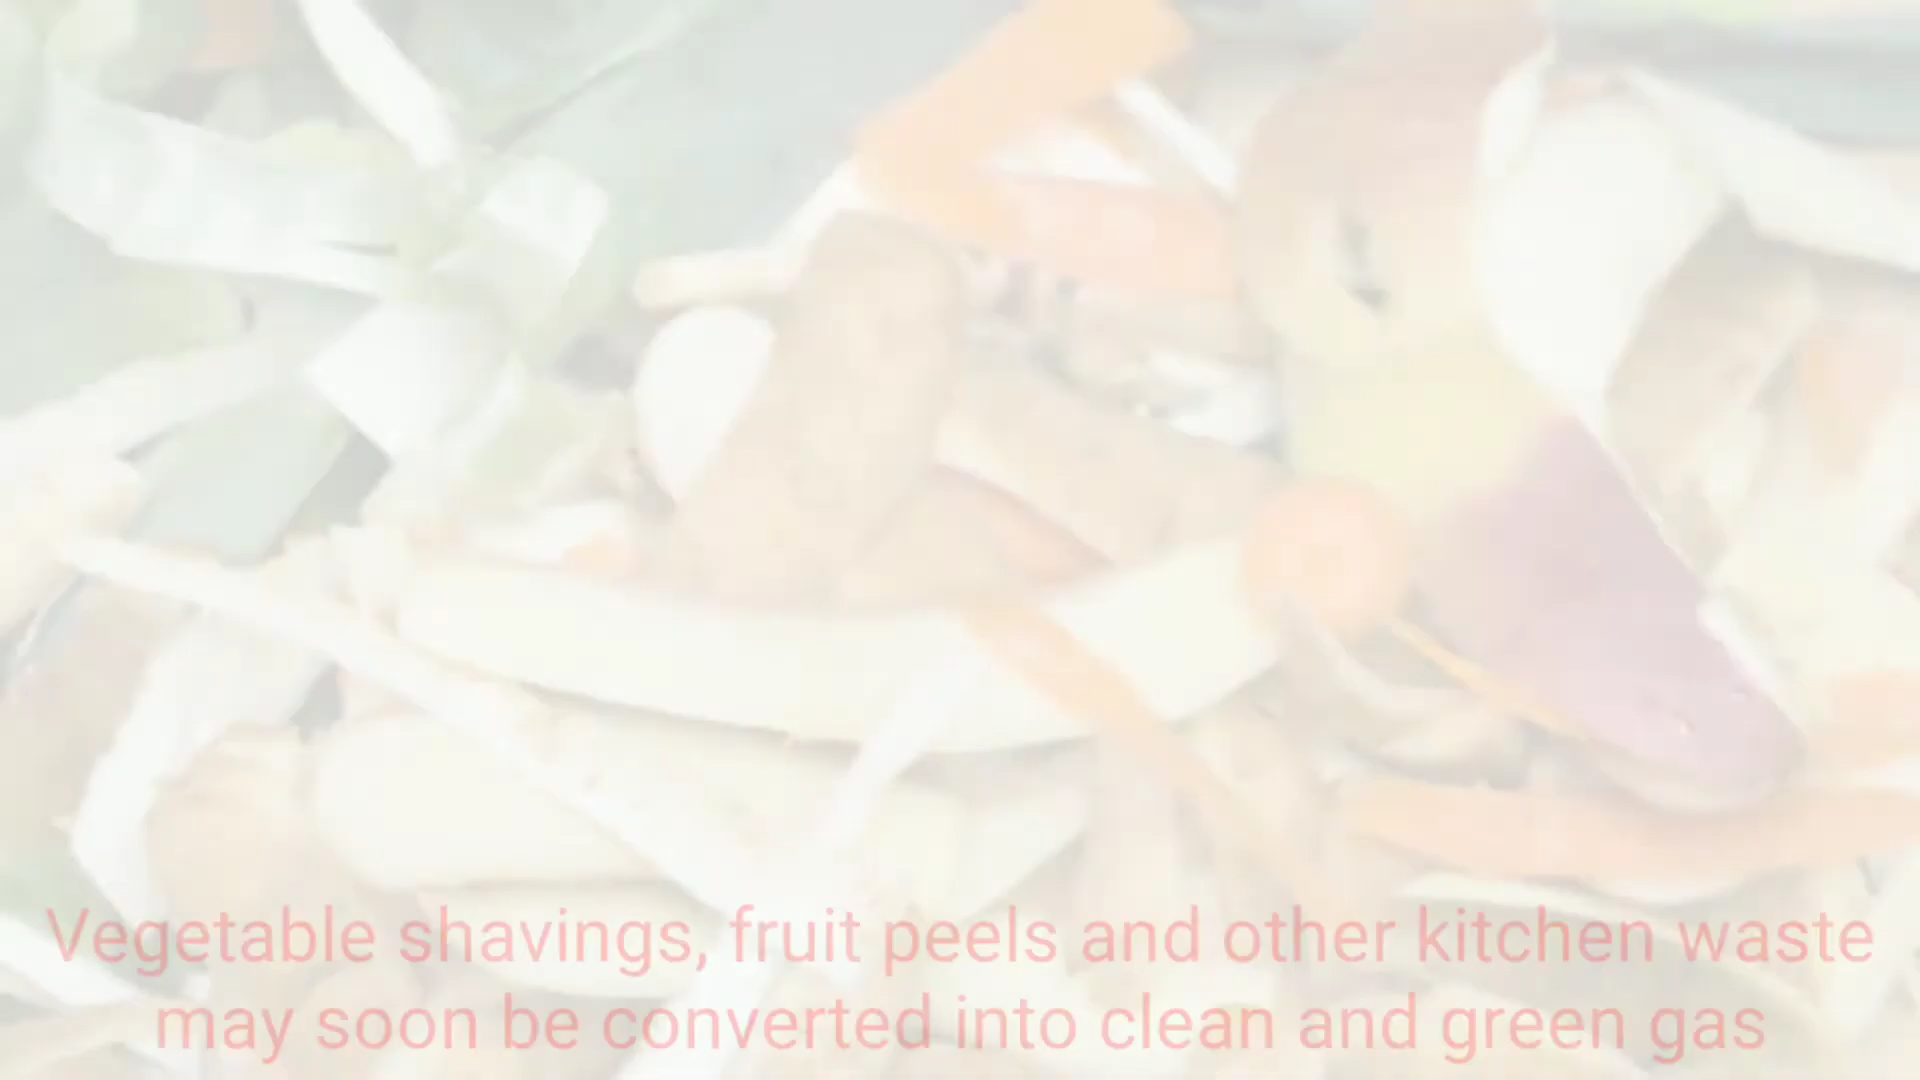 Vegetable shavings, fruit peels and other kitchen waste
may soon be converted into clean and green gas